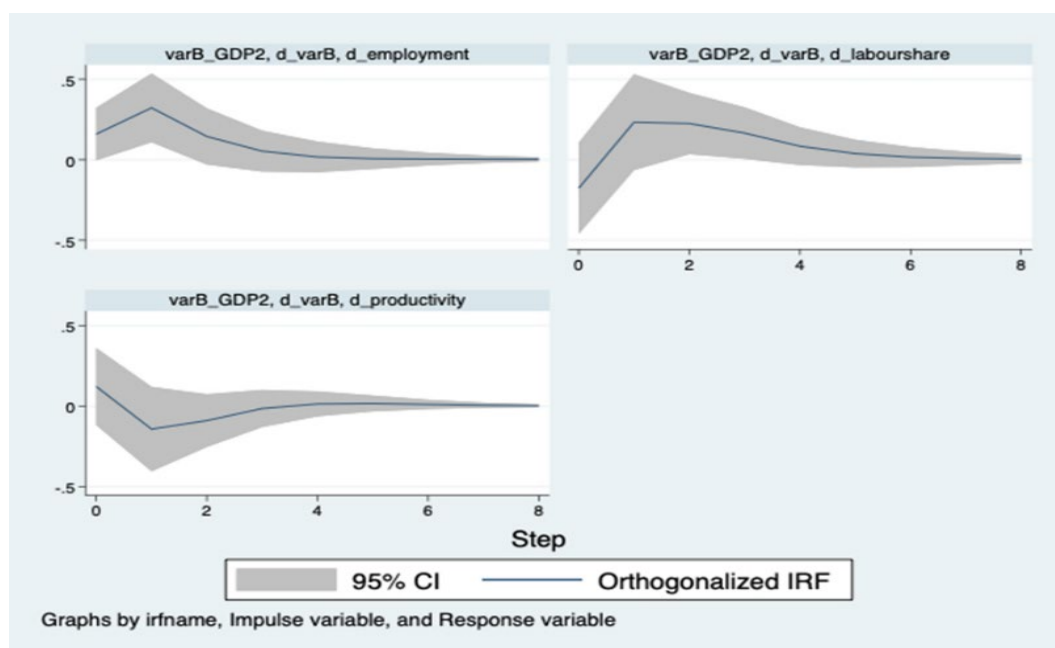 varB_GDP2, d_varB, d_employment
varB_GDP2, d_varB, d_labourshare
.5
0
-.5
0 2 4 6 8
varB_GDP2, d_varB, d_productivity
.5
0
-.5
0 2 4 6 8
Step
95% CI Orthogonalized IRF
Graphs by irfname, Impulse variable, and Response variable